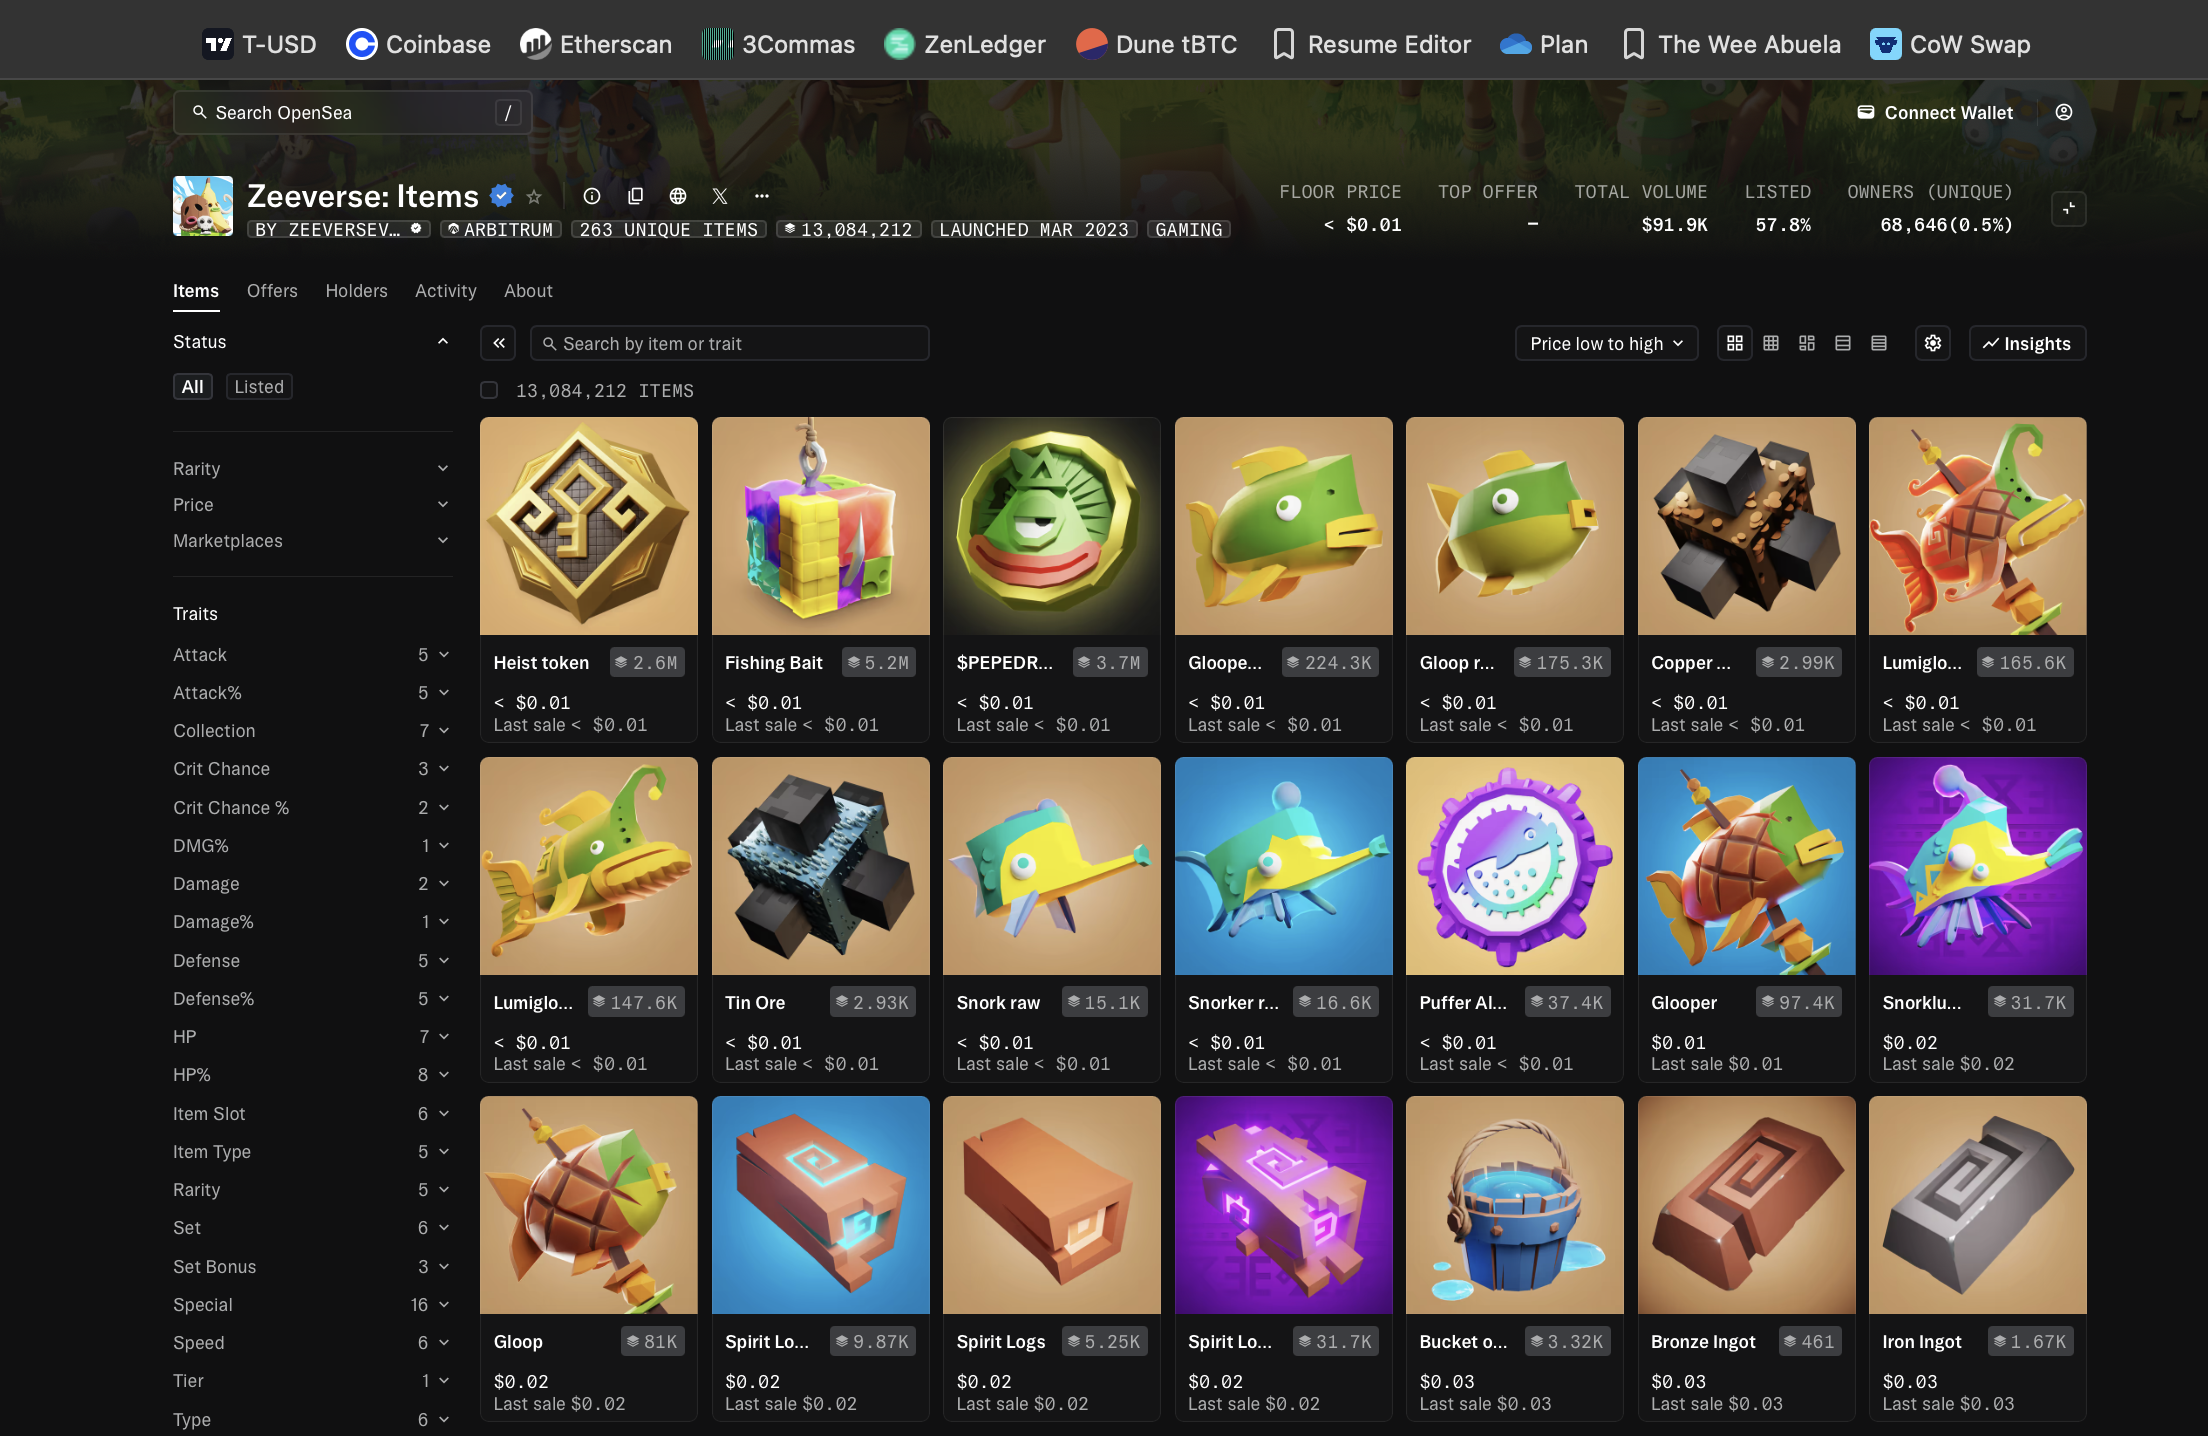 T-USD Coinbase Etherscan 3Commas ZenLedger Dune tBTC Resume Editor Plan The Wee Abuela CoW Swap
Search OpenSea / Connect Wallet
Zeeverse: Items
BY ZEEVERSEV… ARBITRUM 263 UNIQUE ITEMS 13,084,212 LAUNCHED MAR 2023 GAMING
FLOOR PRICE TOP OFFER TOTAL VOLUME LISTED OWNERS (UNIQUE)
< $0.01 – $91.9K 57.8% 68,646(0.5%)
Items Offers Holders Activity About
Status
All Listed
Rarity
Price
Marketplaces
Traits
Attack 5
Attack% 5
Collection 7
Crit Chance 3
Crit Chance % 2
DMG% 1
Damage 2
Damage% 1
Defense 5
Defense% 5
HP 7
HP% 8
Item Slot 6
Item Type 5
Rarity 5
Set 6
Set Bonus 3
Special 16
Speed 6
Tier 1
Type 6
Search by item or trait Price low to high Insights
13,084,212 ITEMS
Heist token 2.6M Fishing Bait 5.2M $PEPEDR... 3.7M Gloope... 224.3K Gloop r... 175.3K Copper ... 2.99K Lumiglo... 165.6K
< $0.01 < $0.01 < $0.01 < $0.01 < $0.01 < $0.01 < $0.01
Last sale < $0.01 Last sale < $0.01 Last sale < $0.01 Last sale < $0.01 Last sale < $0.01 Last sale < $0.01 Last sale < $0.01
Lumiglo... 147.6K Tin Ore 2.93K Snork raw 15.1K Snorker r... 16.6K Puffer Al... 37.4K Glooper 97.4K Snorklu... 31.7K
< $0.01 < $0.01 < $0.01 < $0.01 < $0.01 $0.01 $0.02
Last sale < $0.01 Last sale < $0.01 Last sale < $0.01 Last sale < $0.01 Last sale < $0.01 Last sale $0.01 Last sale $0.02
Gloop 81K Spirit Lo... 9.87K Spirit Logs 5.25K Spirit Lo... 31.7K Bucket o... 3.32K Bronze Ingot 461 Iron Ingot 1.67K
$0.02 $0.02 $0.02 $0.02 $0.03 $0.03 $0.03
Last sale $0.02 Last sale $0.02 Last sale $0.02 Last sale $0.02 Last sale $0.03 Last sale $0.03 Last sale $0.03